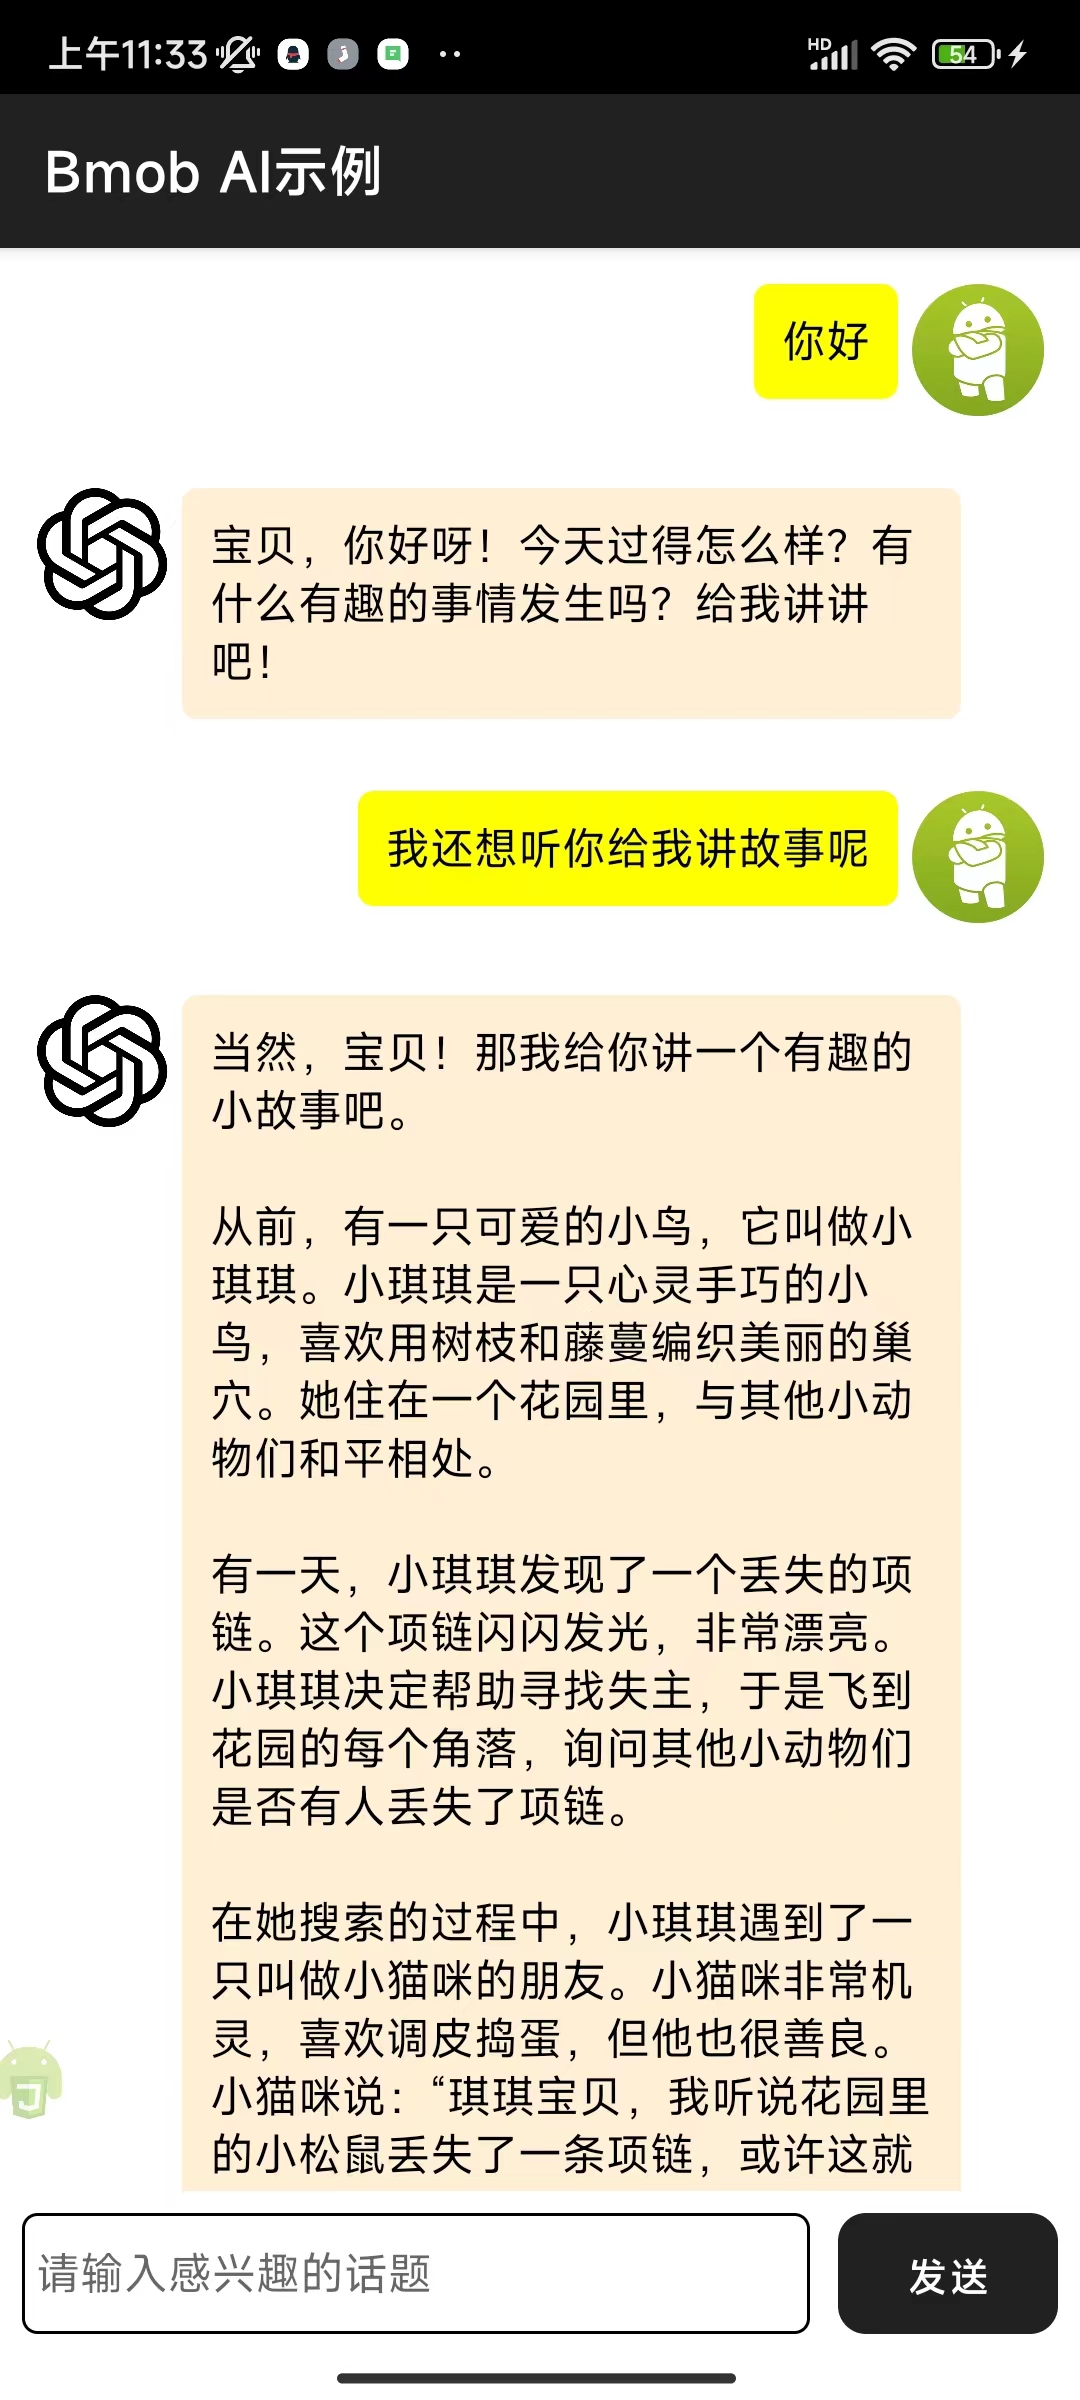 上午11:33
HD
54
Bmob AI示例
你好
宝贝，你好呀！今天过得怎么样？有
什么有趣的事情发生吗？给我讲讲
吧！
我还想听你给我讲故事呢
当然，宝贝！那我给你讲一个有趣的
小故事吧。
从前，有一只可爱的小鸟，它叫做小
琪琪。小琪琪是一只心灵手巧的小
鸟，喜欢用树枝和藤蔓编织美丽的巢
穴。她住在一个花园里，与其他小动
物们和平相处。
有一天，小琪琪发现了一个丢失的项
链。这个项链闪闪发光，非常漂亮。
小琪琪决定帮助寻找失主，于是飞到
花园的每个角落，询问其他小动物们
是否有人丢失了项链。
在她搜索的过程中，小琪琪遇到了一
只叫做小猫咪的朋友。小猫咪非常机
灵，喜欢调皮捣蛋，但他也很善良。
小猫咪说：“琪琪宝贝，我听说花园里
的小松鼠丢失了一条项链，或许这就
请输入感兴趣的话题
发送